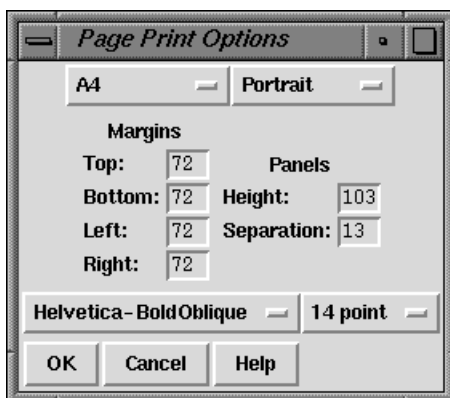 Page Print Options
A4 Portrait
Margins
Top: 72 Panels
Bottom: 72 Height: 103
Left: 72 Separation: 13
Right: 72
Helvetica-BoldOblique 14 point
OK Cancel Help